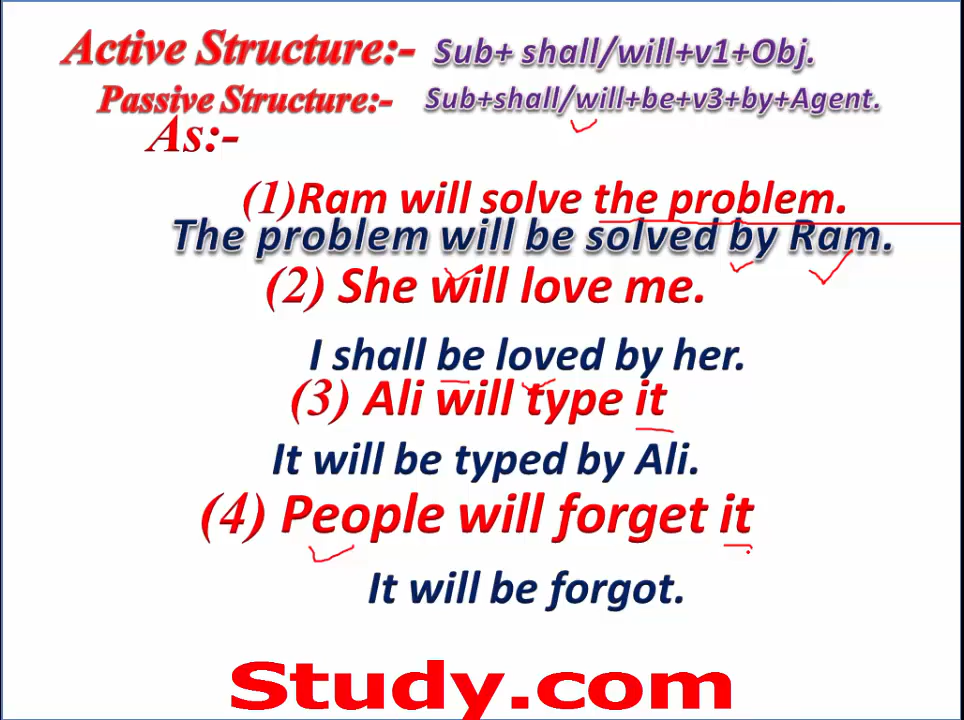 Active Structure:- Sub+ shall/will+v1+Obj.
Passive Structure:- Sub+shall/will+be+v3+by+Agent.
As:-
(1)Ram will solve the problem.
The problem will be solved by Ram.
(2) She will love me.
I shall be loved by her.
(3) Ali will type it
It will be typed by Ali.
(4) People will forget it
It will be forgot.
Study.com